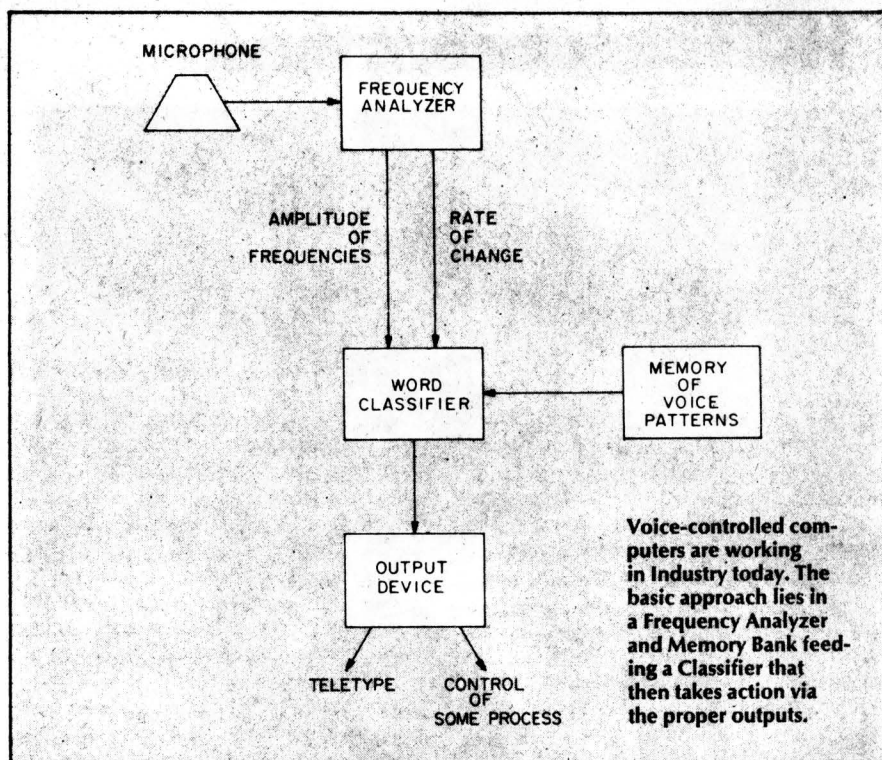 MICROPHONE
FREQUENCY
ANALYZER
AMPLITUDE
OF
FREQUENCIES
RATE
OF
CHANGE
WORD
CLASSIFIER
MEMORY
OF
VOICE
PATTERNS
OUTPUT
DEVICE
TELETYPE
CONTROL
OF
SOME PROCESS
Voice-controlled com-
puters are working
in Industry today. The
basic approach lies in
a Frequency Analyzer
and Memory Bank feed-
ing a Classifier that
then takes action via
the proper outputs.